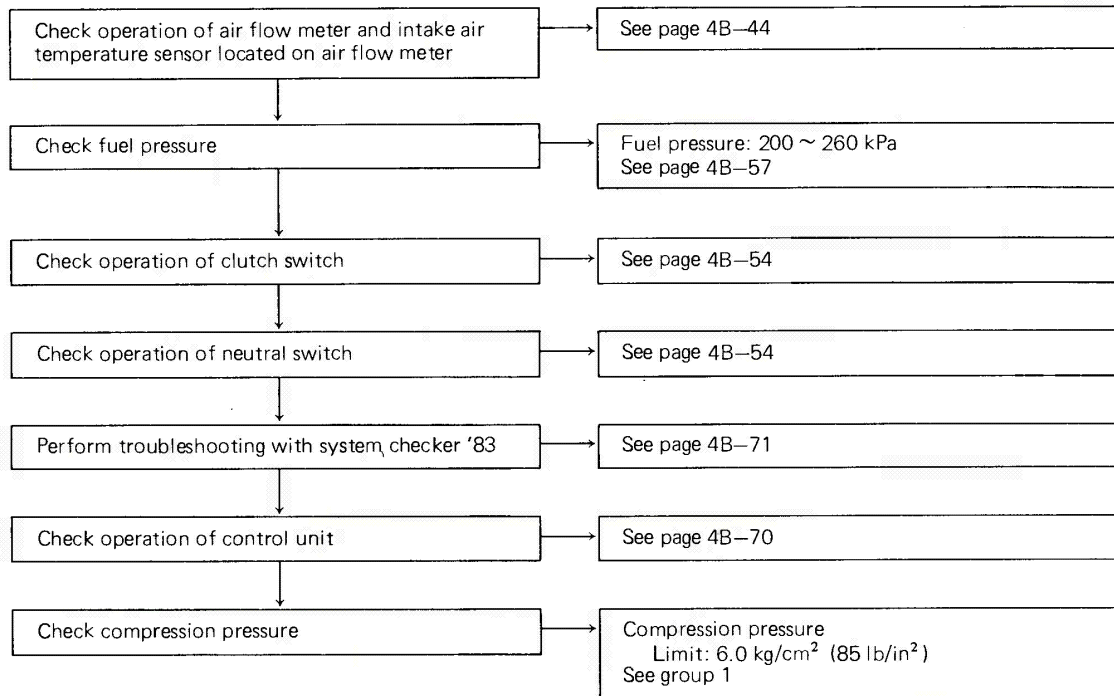 Check operation of air flow meter and intake air
temperature sensor located on air flow meter
See page 4B—44
Check fuel pressure
Fuel pressure: 200 ~ 260 kPa
See page 4B—57
Check operation of clutch switch
See page 4B—54
Check operation of neutral switch
See page 4B—54
Perform troubleshooting with system checker '83
See page 4B—71
Check operation of control unit
See page 4B—70
Check compression pressure
Compression pressure
Limit: 6.0 kg/cm² (85 lb/in²)
See group 1